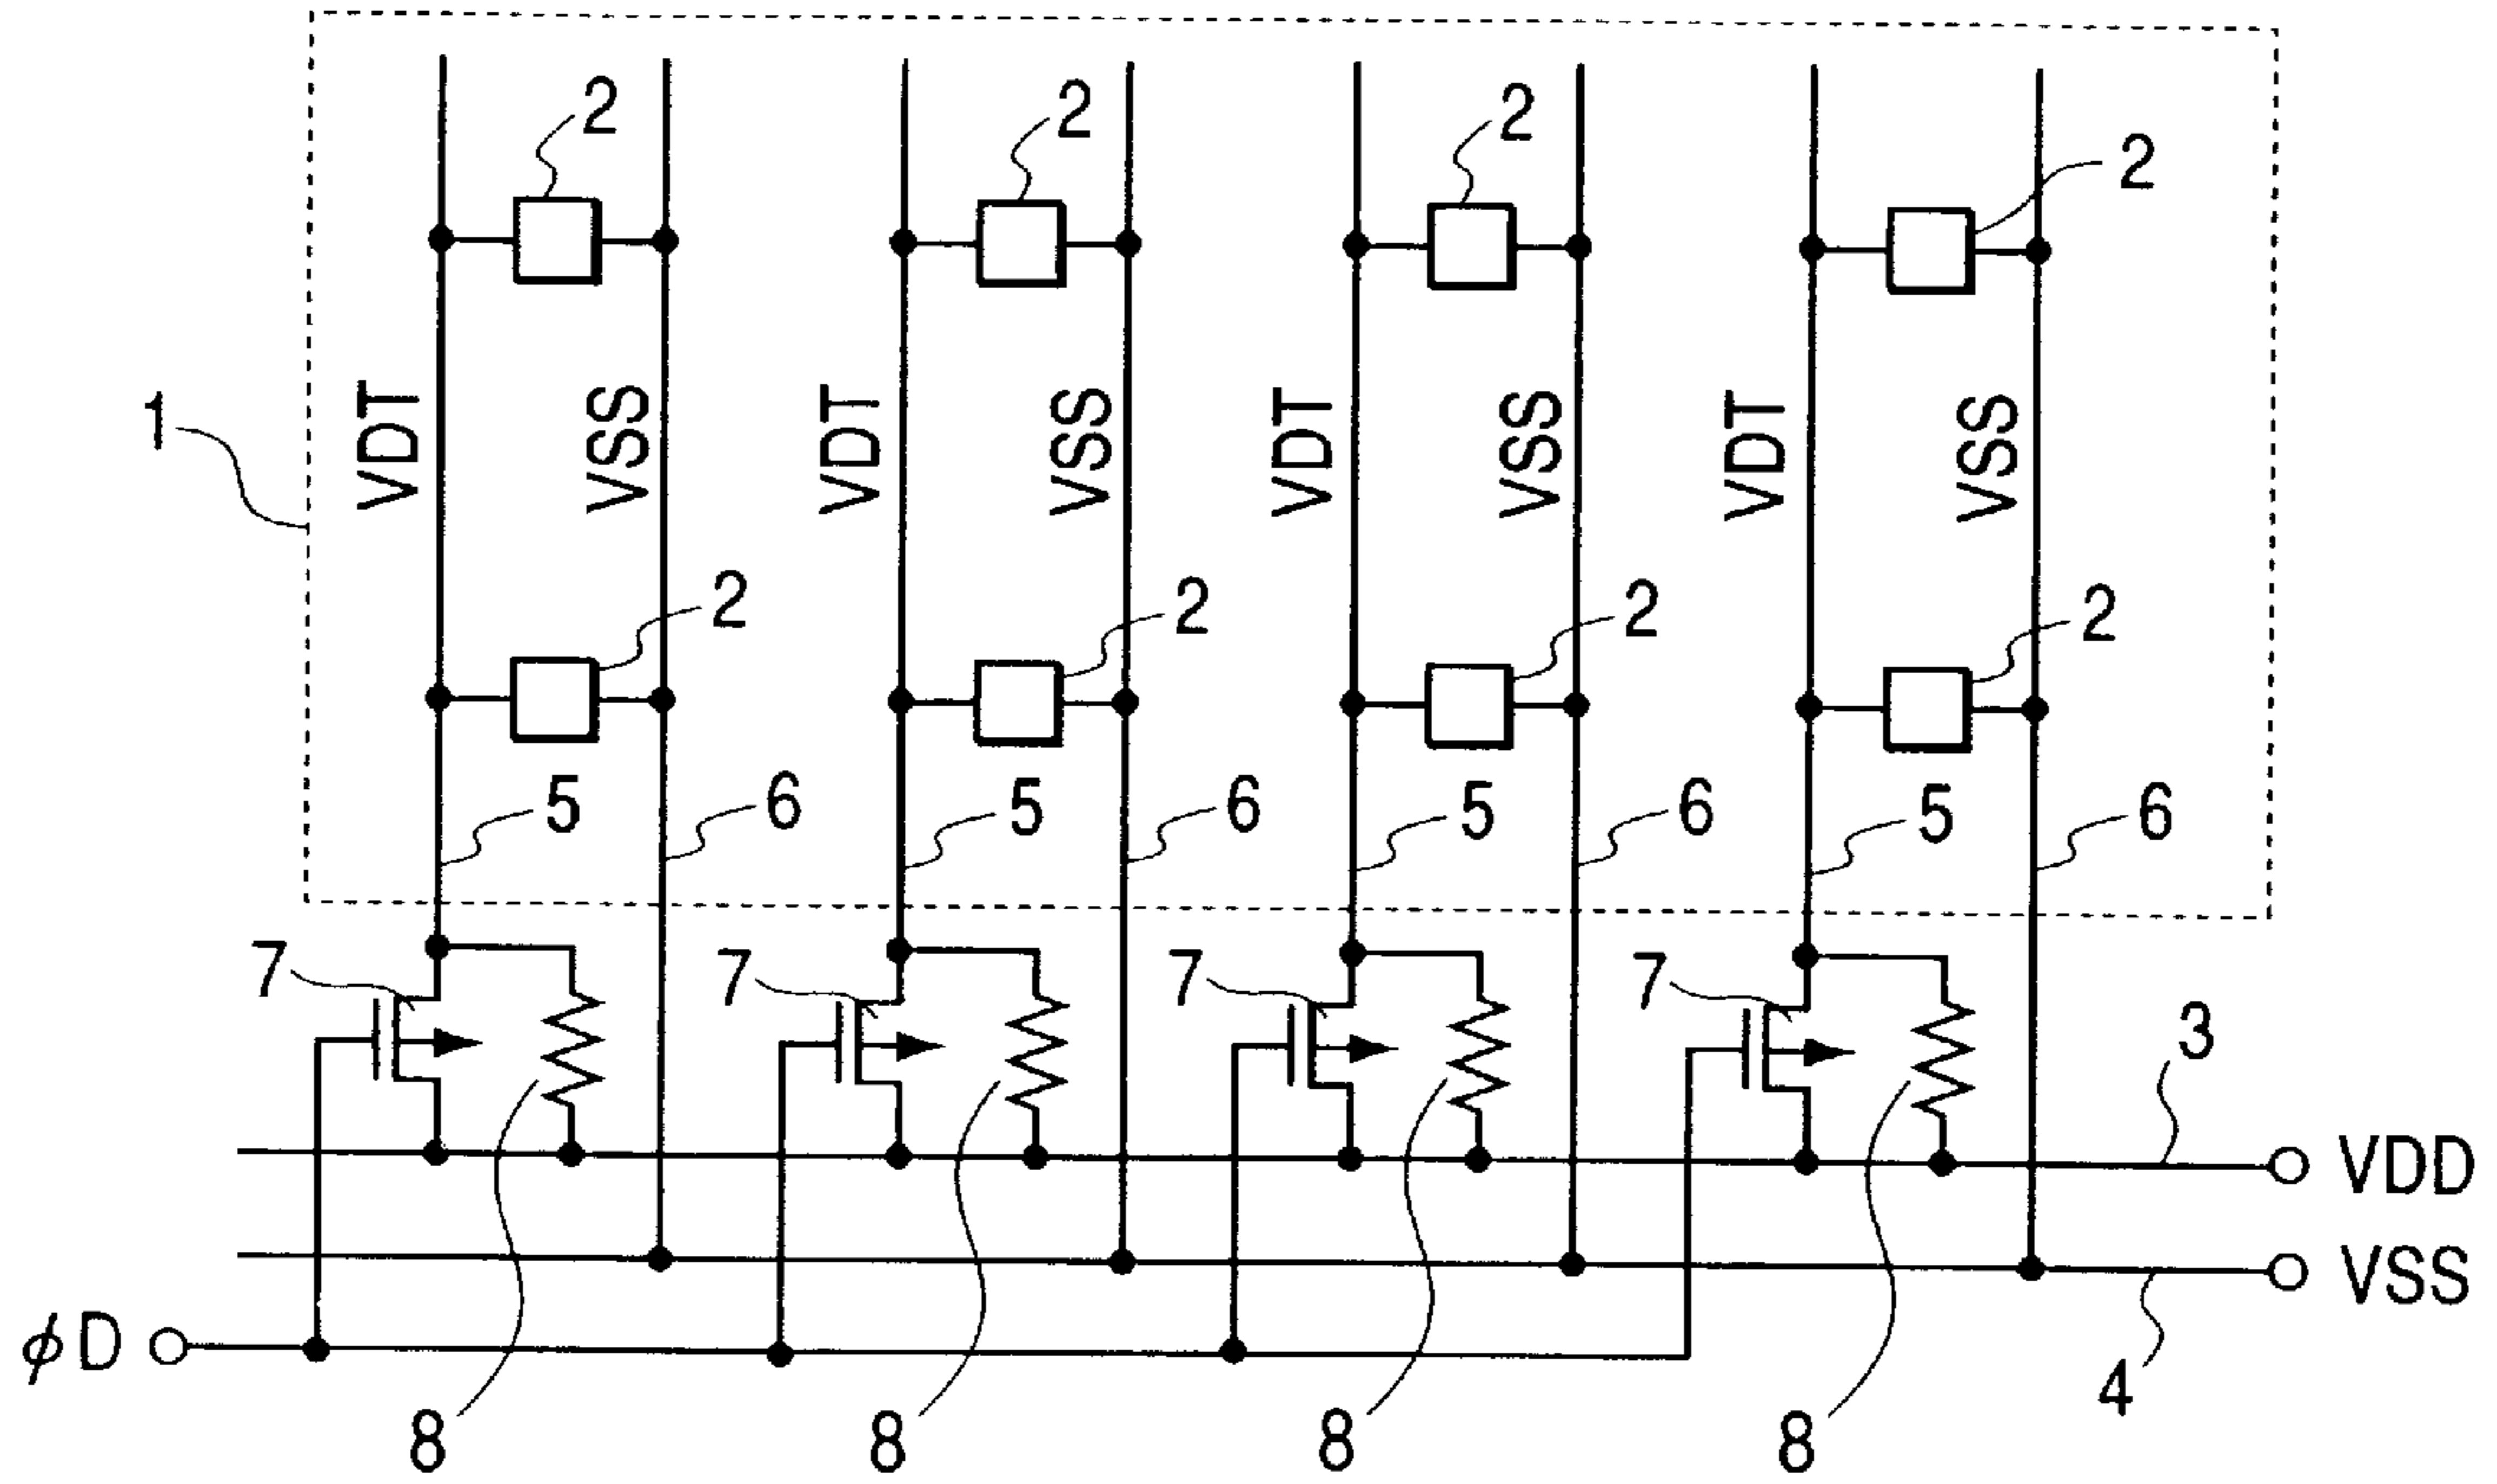 2 2 2 2
1
VDT VSS VDT VSS VDT VSS VDT VSS
2 2 2 2
5 6 5 6 5 6 5 6
7 7 7 7
3
VDD
VSS
ϕD
4
8 8 8 8